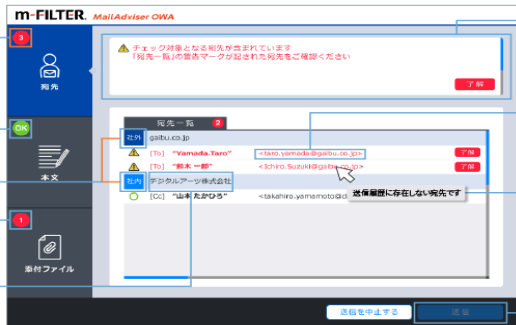 m-FILTER. MailAdviser OWA
3
宛先
チェック対象となる宛先が含まれています
「宛先一覧」の警告マークが記された宛先をご確認ください
了解
宛先一覧 2
社外 gaibu.co.jp
OK
[To] "Yamada.Taro" <taro.yamada@gaibu.co.jp> 了解
[To] "鈴木 一郎" <Ichiro.Suzuki@gaibu.co.jp> 了解
本文
社内 デジタルアーツ株式会社
送信履歴に存在しない宛先です
[Cc] "山本 たかひろ" <takahiro.yamamoto@d
1
添付ファイル
送信を中止する 送信